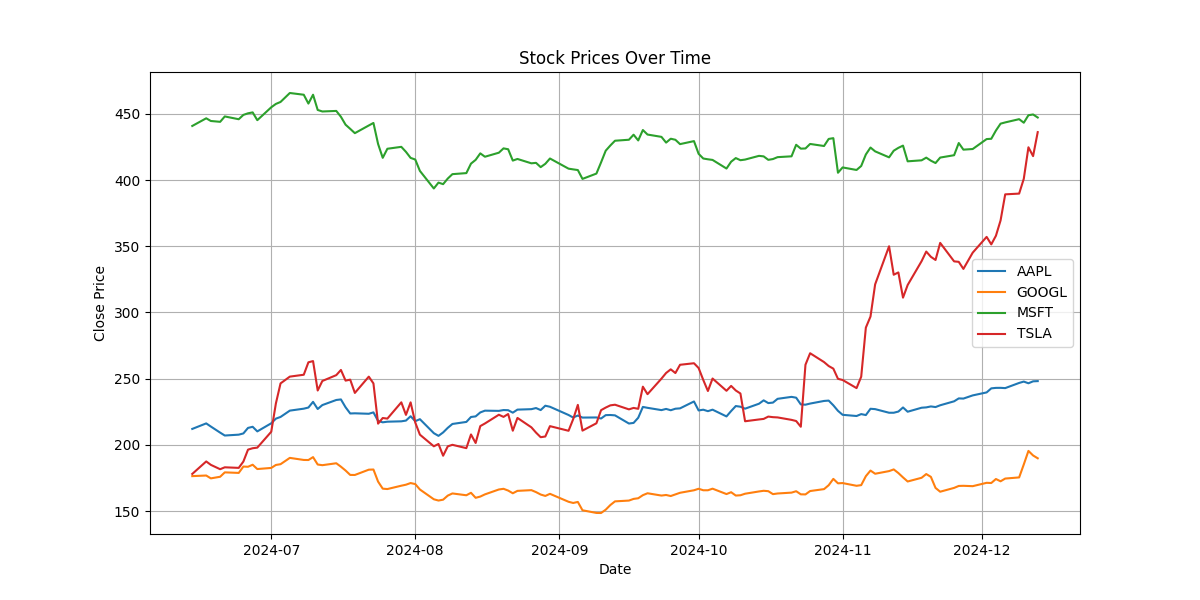 Stock Prices Over Time
Close Price
450
400
350
300
250
200
150
AAPL
GOOGL
MSFT
TSLA
2024-07
2024-08
2024-09
2024-10
2024-11
2024-12
Date